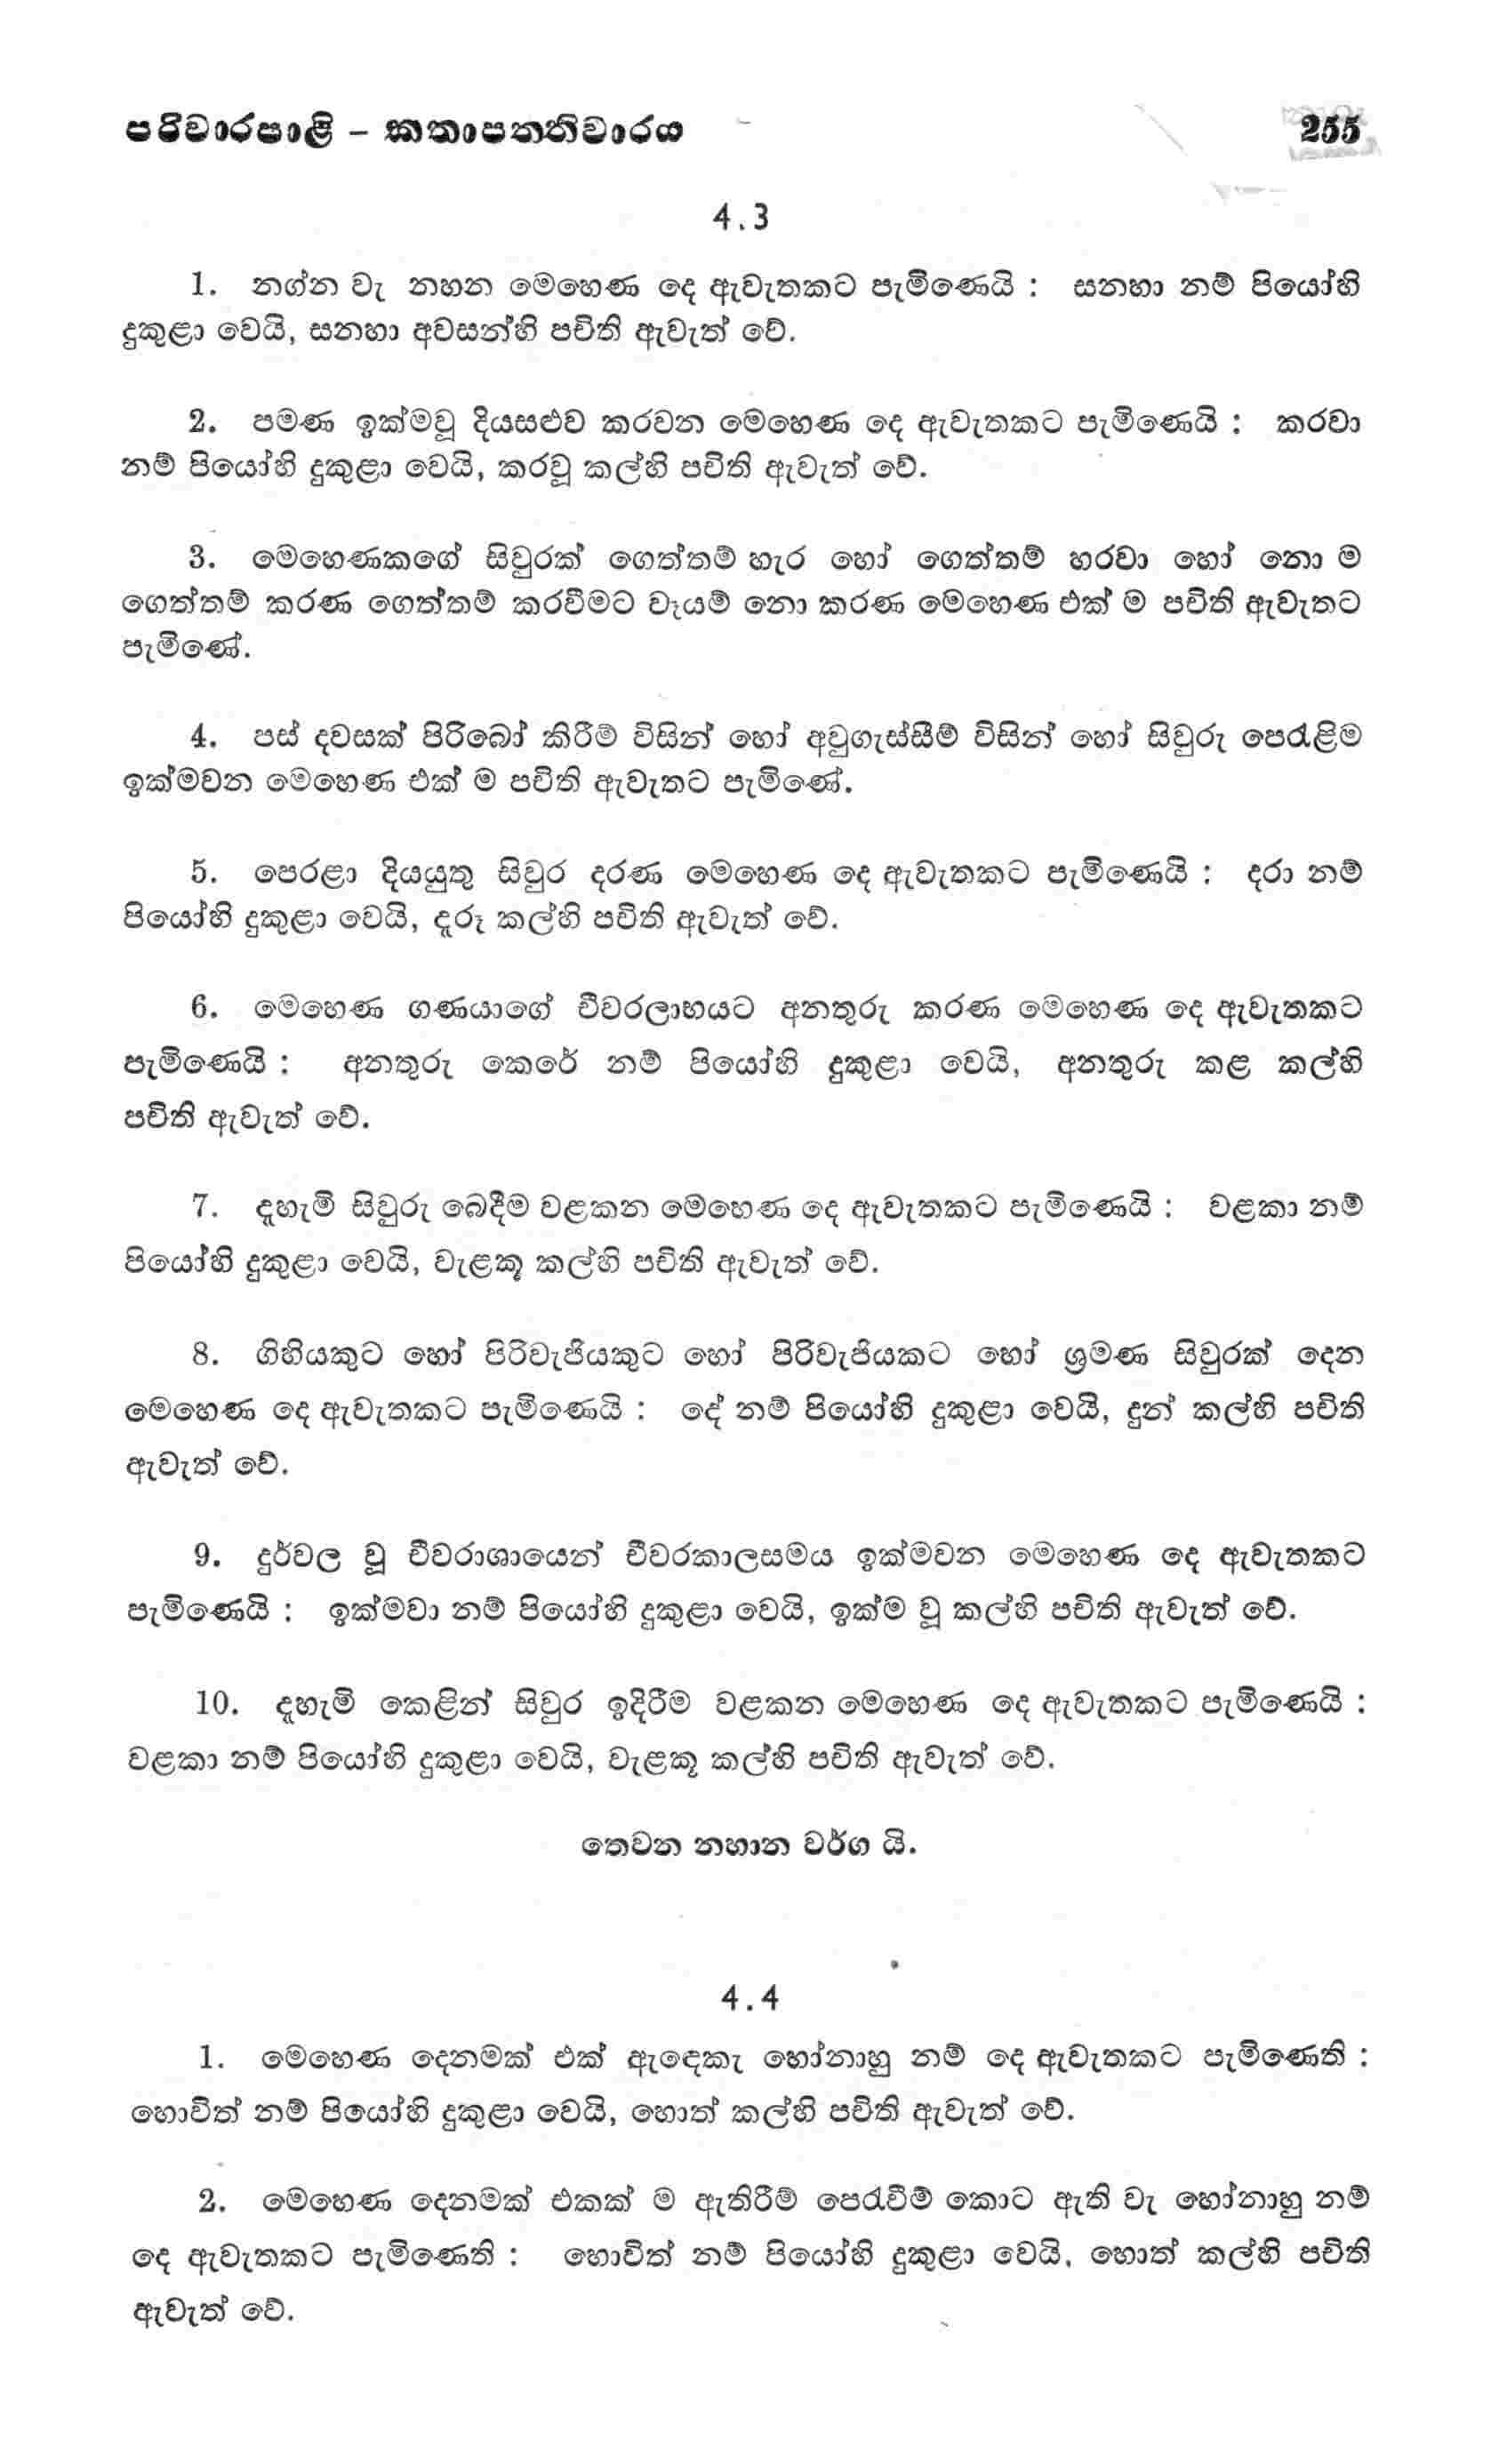 පරිවාරපාළි – කතාපතතිවාරය 255
4.3
1. නග්න වැ නහන මෙහෙණ දෙ ඇවැතකට පැමිණෙයි : සනහා නම් පියෝහි
දුකුළා වෙයි, සනහා අවසන්හි පචිති ඇවැත් වේ.
2. පමණ ඉක්මවූ දියසළුව කරවන මෙහෙණ දෙ ඇවැතකට පැමිණෙයි : කරවා
නම් පියෝහි දුකුළා වෙයි, කරවූ කල්හි පචිති ඇවැත් වේ.
3. මෙහෙණකගේ සිවුරක් ගෙත්තම් හැර හෝ ගෙත්තම් හරවා හෝ නො ම
ගෙත්තම් කරණ ගෙත්තම් කරවීමට වෑයම් නො කරණ මෙහෙණ එක් ම පචිති ඇවැතට
පැමිණේ.
4. පස් දවසක් පිරිබෝ කිරීම් විසින් හෝ අවුගැස්සීම් විසින් හෝ සිවුරු පෙරැළිම
ඉක්මවන මෙහෙණ එක් ම පචිති ඇවැතට පැමිණේ.
5. පෙරළා දියයුතු සිවුර දරණ මෙහෙණ දෙ ඇවැතකට පැමිණෙයි : දරා නම්
පියෝහි දුකුළා වෙයි, දැරූ කල්හි පචිති ඇවැත් වේ.
6. මෙහෙණ ගණයාගේ චීවරලාභයට අනතුරු කරණ මෙහෙණ දෙ ඇවැතකට
පැමිණෙයි : අනතුරු කෙරේ නම් පියෝහි දුකුළා වෙයි, අනතුරු කළ කල්හි
පචිති ඇවැත් වේ.
7. දැහැමි සිවුරු බෙදීම වළකන මෙහෙණ දෙ ඇවැතකට පැමිණෙයි : වළකා නම්
පියෝහි දුකුළා වෙයි, වැළකූ කල්හි පචිති ඇවැත් වේ.
8. ගිහියකුට හෝ පිරිවැජියකුට හෝ පිරිවැජියකට හෝ ශ්‍රමණ සිවුරක් දෙන
මෙහෙණ දෙ ඇවැතකට පැමිණෙයි : දේ නම් පියෝහි දුකුළා වෙයි, දුන් කල්හි පචිති
ඇවැත් වේ.
9. දුර්වල වූ චීවරාශායෙන් චීවරකාලසමය ඉක්මවන මෙහෙණ දෙ ඇවැතකට
පැමිණෙයි : ඉක්මවා නම් පියෝහි දුකුළා වෙයි, ඉක්ම වූ කල්හි පචිති ඇවැත් වේ.
10. දැහැමි කෙළින් සිවුර ඉදිරීම වළකන මෙහෙණ දෙ ඇවැතකට පැමිණෙයි :
වළකා නම් පියෝහි දුකුළා වෙයි, වැළකූ කල්හි පචිති ඇවැත් වේ.
තෙවන නහාන වර්ග යි.
4.4
1. මෙහෙණ දෙනමක් එක් ඇඳෙකැ හෝනාහු නම් දෙ ඇවැතකට පැමිණෙති :
හොවිත් නම් පියෝහි දුකුළා වෙයි, හොත් කල්හි පචිති ඇවැත් වේ.
2. මෙහෙණ දෙනමක් එකක් ම ඇතිරීම් පෙරැවීම් කොට ඇති වැ හෝනාහු නම්
දෙ ඇවැතකට පැමිණෙති : හොවිත් නම් පියෝහි දුකුළා වෙයි, හොත් කල්හි පචිති
ඇවැත් වේ.